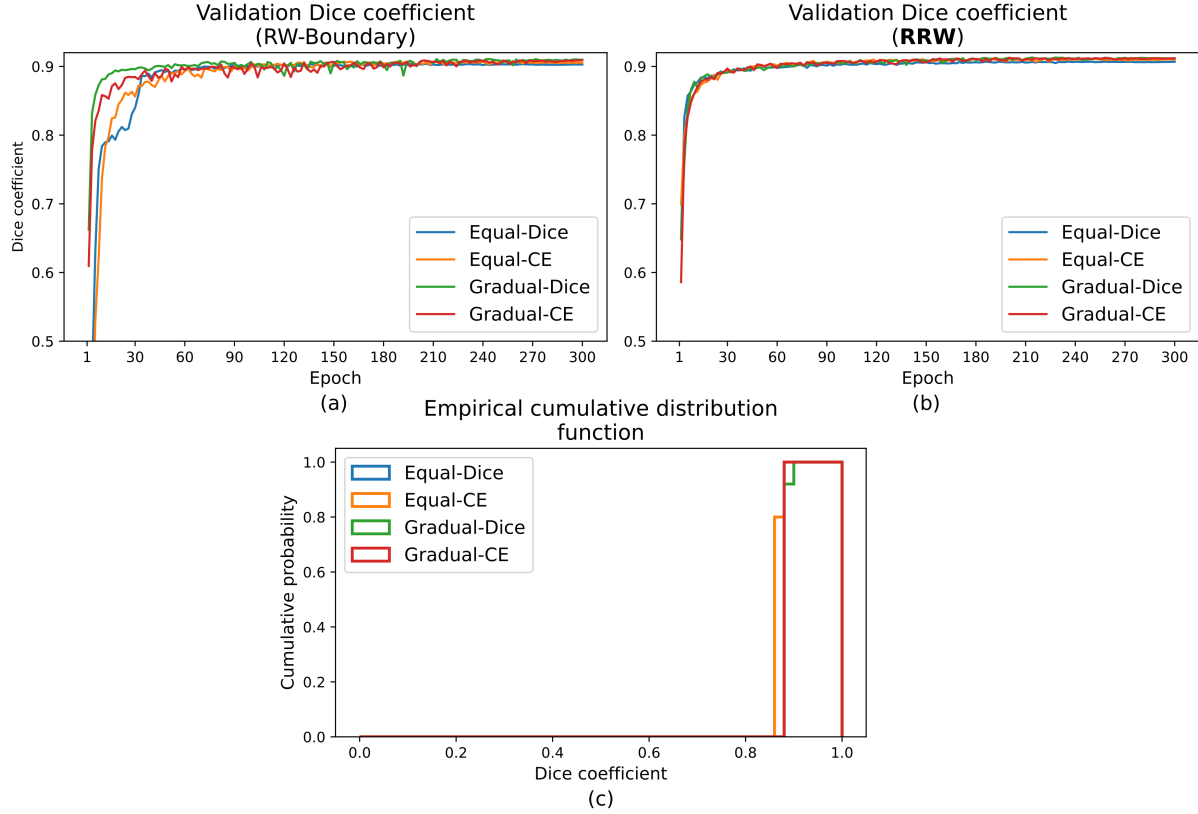 Validation Dice coefficient
(RW-Boundary)
Dice coefficient
0.9
0.8
0.7
0.6
0.5
Equal-Dice
Equal-CE
Gradual-Dice
Gradual-CE
1 30 60 90 120 150 180 210 240 270 300
Epoch
(a)
Validation Dice coefficient
(RRW)
0.9
0.8
0.7
0.6
0.5
Equal-Dice
Equal-CE
Gradual-Dice
Gradual-CE
1 30 60 90 120 150 180 210 240 270 300
Epoch
(b)
Empirical cumulative distribution
function
Cumulative probability
1.0
0.8
0.6
0.4
0.2
0.0
Equal-Dice
Equal-CE
Gradual-Dice
Gradual-CE
0.0 0.2 0.4 0.6 0.8 1.0
Dice coefficient
(c)